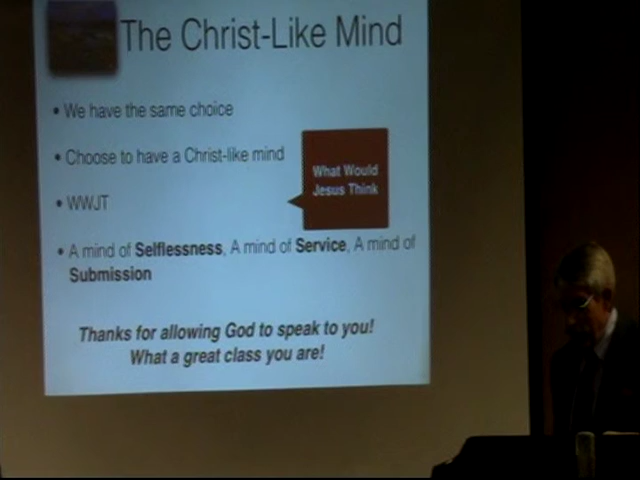 The Christ-Like Mind
• We have the same choice
• Choose to have a Christ-like mind
What Would
Jesus Think
• WWJT
• A mind of Selflessness, A mind of Service, A mind of
Submission
Thanks for allowing God to speak to you!
What a great class you are!